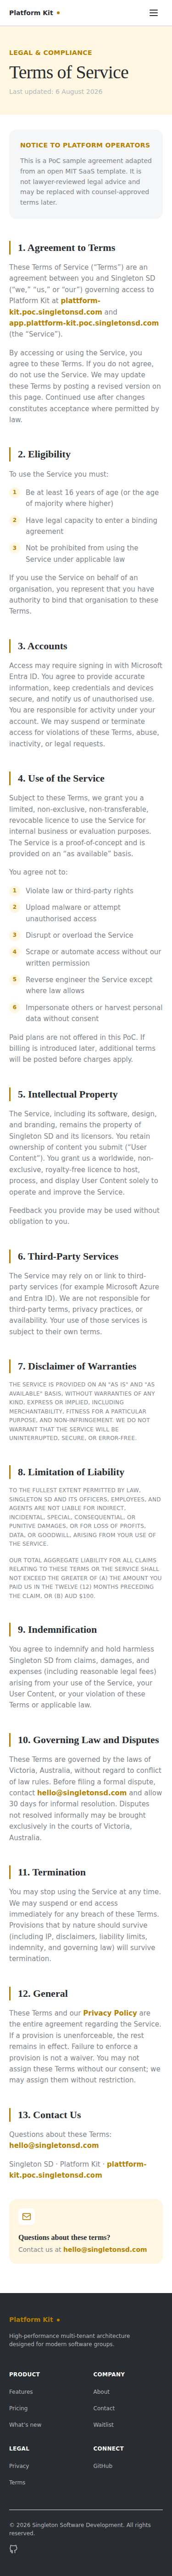 Platform Kit
LEGAL & COMPLIANCE
Terms of Service
Last updated: 6 August 2026
NOTICE TO PLATFORM OPERATORS
This is a PoC sample agreement adapted
from an open MIT SaaS template. It is
not lawyer-reviewed legal advice and
may be replaced with counsel-approved
terms later.
1. Agreement to Terms
These Terms of Service (“Terms”) are an
agreement between you and Singleton SD
(“we,” “us,” or “our”) governing access to
Platform Kit at plattform-
kit.poc.singletonsd.com and
app.plattform-kit.poc.singletonsd.com
(the “Service”).
By accessing or using the Service, you
agree to these Terms. If you do not agree,
do not use the Service. We may update
these Terms by posting a revised version on
this page. Continued use after changes
constitutes acceptance where permitted by
law.
2. Eligibility
To use the Service you must:
1 Be at least 16 years of age (or the age
of majority where higher)
2 Have legal capacity to enter a binding
agreement
3 Not be prohibited from using the
Service under applicable law
If you use the Service on behalf of an
organisation, you represent that you have
authority to bind that organisation to these
Terms.
3. Accounts
Access may require signing in with Microsoft
Entra ID. You agree to provide accurate
information, keep credentials and devices
secure, and notify us of unauthorised use.
You are responsible for activity under your
account. We may suspend or terminate
access for violations of these Terms, abuse,
inactivity, or legal requests.
4. Use of the Service
Subject to these Terms, we grant you a
limited, non-exclusive, non-transferable,
revocable licence to use the Service for
internal business or evaluation purposes.
The Service is a proof-of-concept and is
provided on an “as available” basis.
You agree not to:
1 Violate law or third-party rights
2 Upload malware or attempt
unauthorised access
3 Disrupt or overload the Service
4 Scrape or automate access without our
written permission
5 Reverse engineer the Service except
where law allows
6 Impersonate others or harvest personal
data without consent
Paid plans are not offered in this PoC. If
billing is introduced later, additional terms
will be posted before charges apply.
5. Intellectual Property
The Service, including its software, design,
and branding, remains the property of
Singleton SD and its licensors. You retain
ownership of content you submit (“User
Content”). You grant us a worldwide, non-
exclusive, royalty-free licence to host,
process, and display User Content solely to
operate and improve the Service.
Feedback you provide may be used without
obligation to you.
6. Third-Party Services
The Service may rely on or link to third-
party services (for example Microsoft Azure
and Entra ID). We are not responsible for
third-party terms, privacy practices, or
availability. Your use of those services is
subject to their own terms.
7. Disclaimer of Warranties
THE SERVICE IS PROVIDED ON AN "AS IS" AND "AS
AVAILABLE" BASIS, WITHOUT WARRANTIES OF ANY
KIND, EXPRESS OR IMPLIED, INCLUDING
MERCHANTABILITY, FITNESS FOR A PARTICULAR
PURPOSE, AND NON-INFRINGEMENT. WE DO NOT
WARRANT THAT THE SERVICE WILL BE
UNINTERRUPTED, SECURE, OR ERROR-FREE.
8. Limitation of Liability
TO THE FULLEST EXTENT PERMITTED BY LAW,
SINGLETON SD AND ITS OFFICERS, EMPLOYEES, AND
AGENTS ARE NOT LIABLE FOR INDIRECT,
INCIDENTAL, SPECIAL, CONSEQUENTIAL, OR
PUNITIVE DAMAGES, OR FOR LOSS OF PROFITS,
DATA, OR GOODWILL, ARISING FROM YOUR USE OF
THE SERVICE.
OUR TOTAL AGGREGATE LIABILITY FOR ALL CLAIMS
RELATING TO THESE TERMS OR THE SERVICE SHALL
NOT EXCEED THE GREATER OF (A) THE AMOUNT YOU
PAID US IN THE TWELVE (12) MONTHS PRECEDING
THE CLAIM, OR (B) AUD $100.
9. Indemnification
You agree to indemnify and hold harmless
Singleton SD from claims, damages, and
expenses (including reasonable legal fees)
arising from your use of the Service, your
User Content, or your violation of these
Terms or applicable law.
10. Governing Law and Disputes
These Terms are governed by the laws of
Victoria, Australia, without regard to conflict
of law rules. Before filing a formal dispute,
contact hello@singletonsd.com and allow
30 days for informal resolution. Disputes
not resolved informally may be brought
exclusively in the courts of Victoria,
Australia.
11. Termination
You may stop using the Service at any time.
We may suspend or end access
immediately for any breach of these Terms.
Provisions that by nature should survive
(including IP, disclaimers, liability limits,
indemnity, and governing law) will survive
termination.
12. General
These Terms and our Privacy Policy are
the entire agreement regarding the Service.
If a provision is unenforceable, the rest
remains in effect. Failure to enforce a
provision is not a waiver. You may not
assign these Terms without our consent; we
may assign them without restriction.
13. Contact Us
Questions about these Terms:
hello@singletonsd.com
Singleton SD · Platform Kit · plattform-
kit.poc.singletonsd.com
Questions about these terms?
Contact us at hello@singletonsd.com
Platform Kit
High-performance multi-tenant architecture
designed for modern software groups.
PRODUCT
Features
Pricing
What's new
COMPANY
About
Contact
Waitlist
LEGAL
Privacy
Terms
CONNECT
GitHub
© 2026 Singleton Software Development. All rights
reserved.